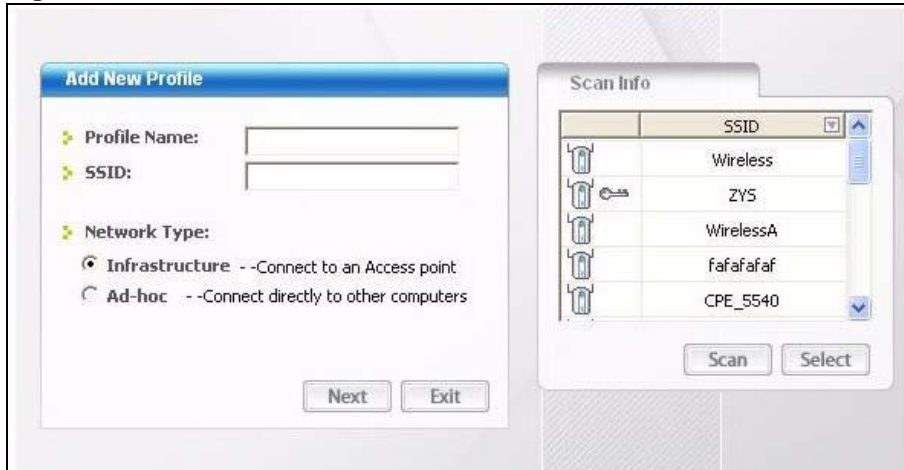 Add New Profile
Profile Name:
SSID:
Network Type:
Infrastructure - -Connect to an Access point
Ad-hoc - -Connect directly to other computers
Next Exit
Scan Info
SSID
Wireless
ZYS
WirelessA
fafafafaf
CPE_5540
Scan Select